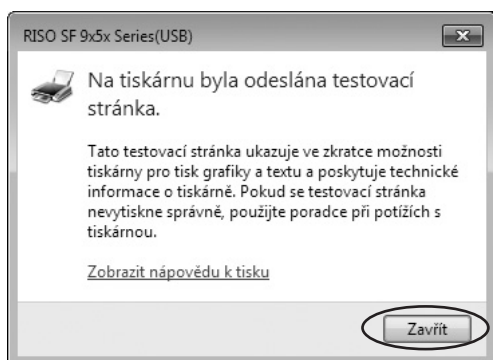 RISO SF 9x5x Series(USB)
Na tiskárnu byla odeslána testovací
stránka.
Tato testovací stránka ukazuje ve zkratce možnosti
tiskárny pro tisk grafiky a textu a poskytuje technické
informace o tiskárně. Pokud se testovací stránka
nevytiskne správně, použijte poradce při potížích s
tiskárnou.
Zobrazit nápovědu k tisku
Zavřít